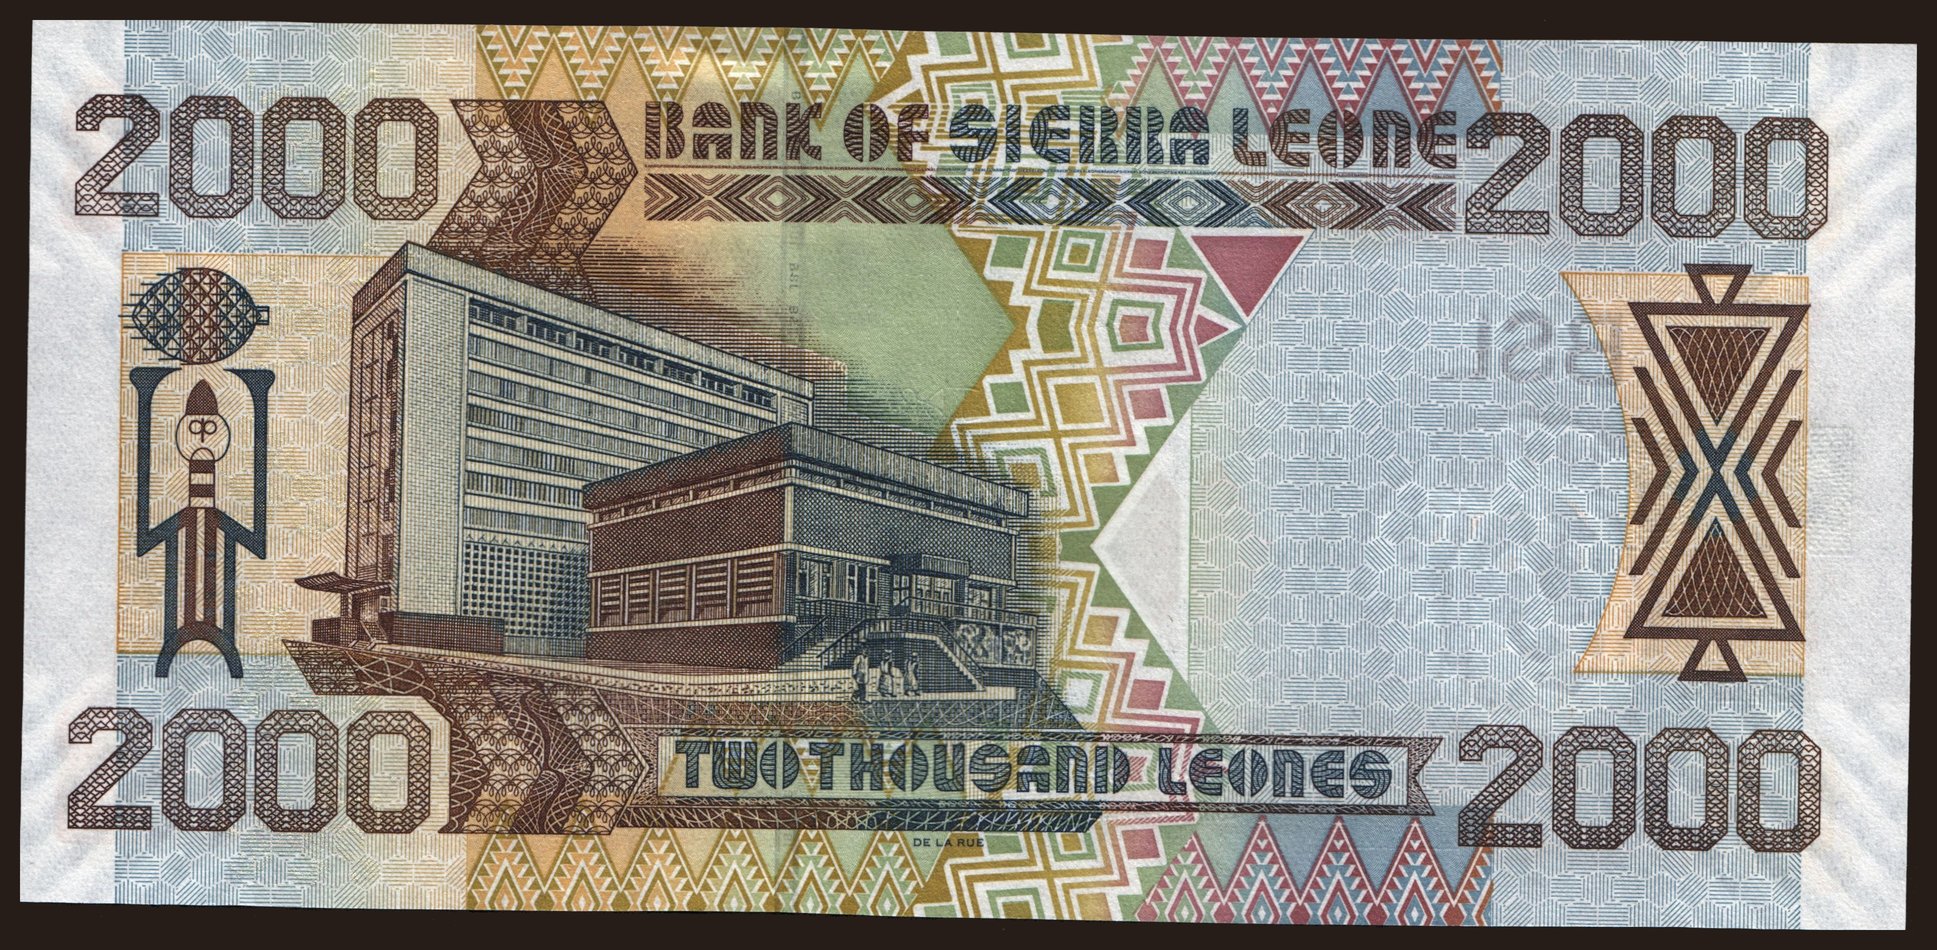 2000 BANK OF SIERRA LEONE 2000
2000 TWO THOUSAND LEONES 2000
DE LA RUE